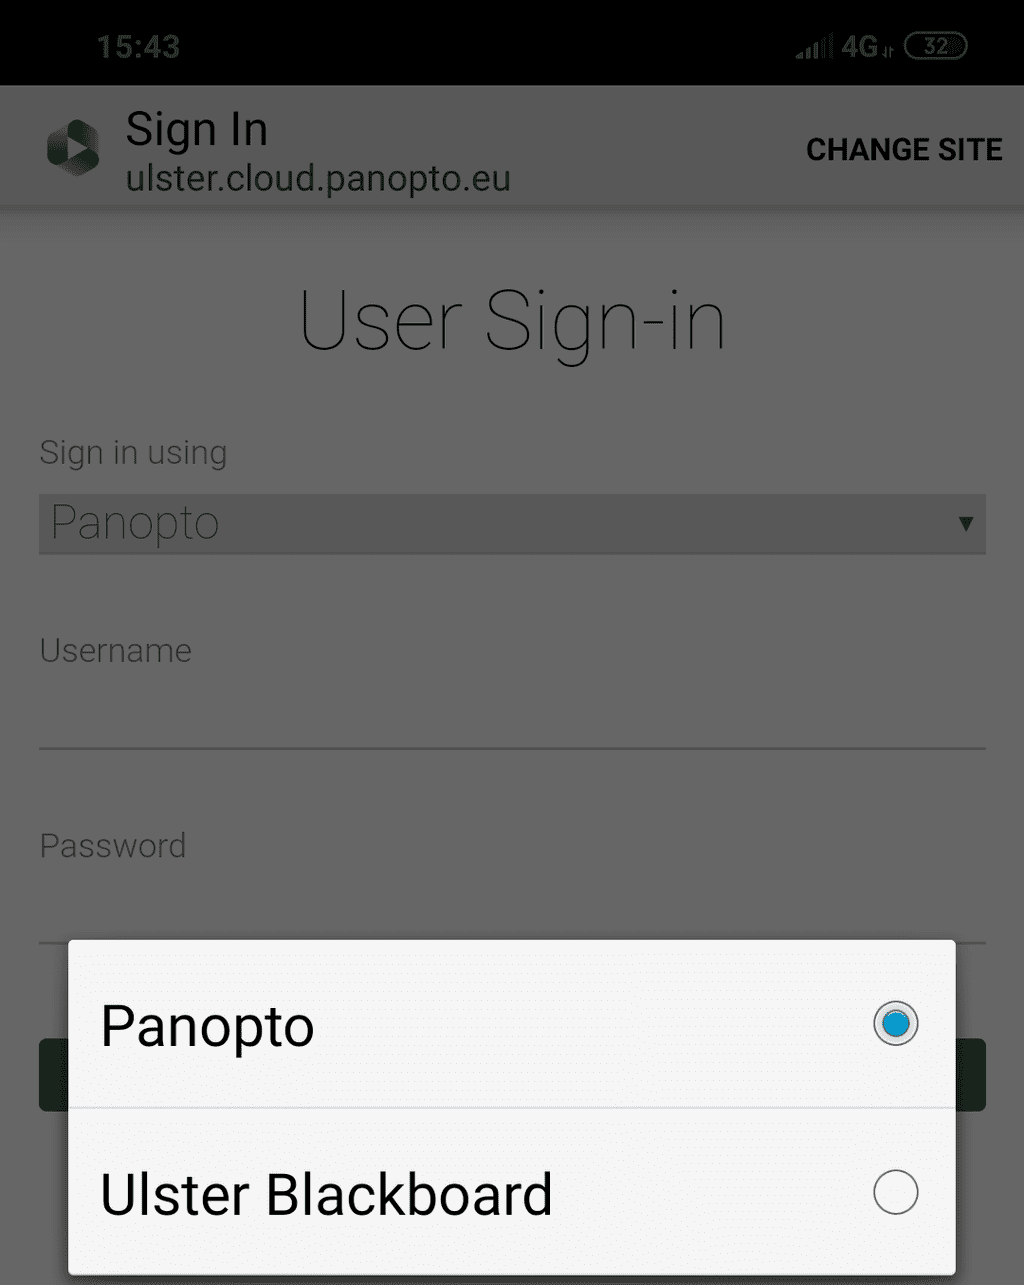 15:43 4G 32
Sign In
ulster.cloud.panopto.eu
CHANGE SITE
User Sign-in
Sign in using
Panopto
Username
Password
Panopto
Ulster Blackboard